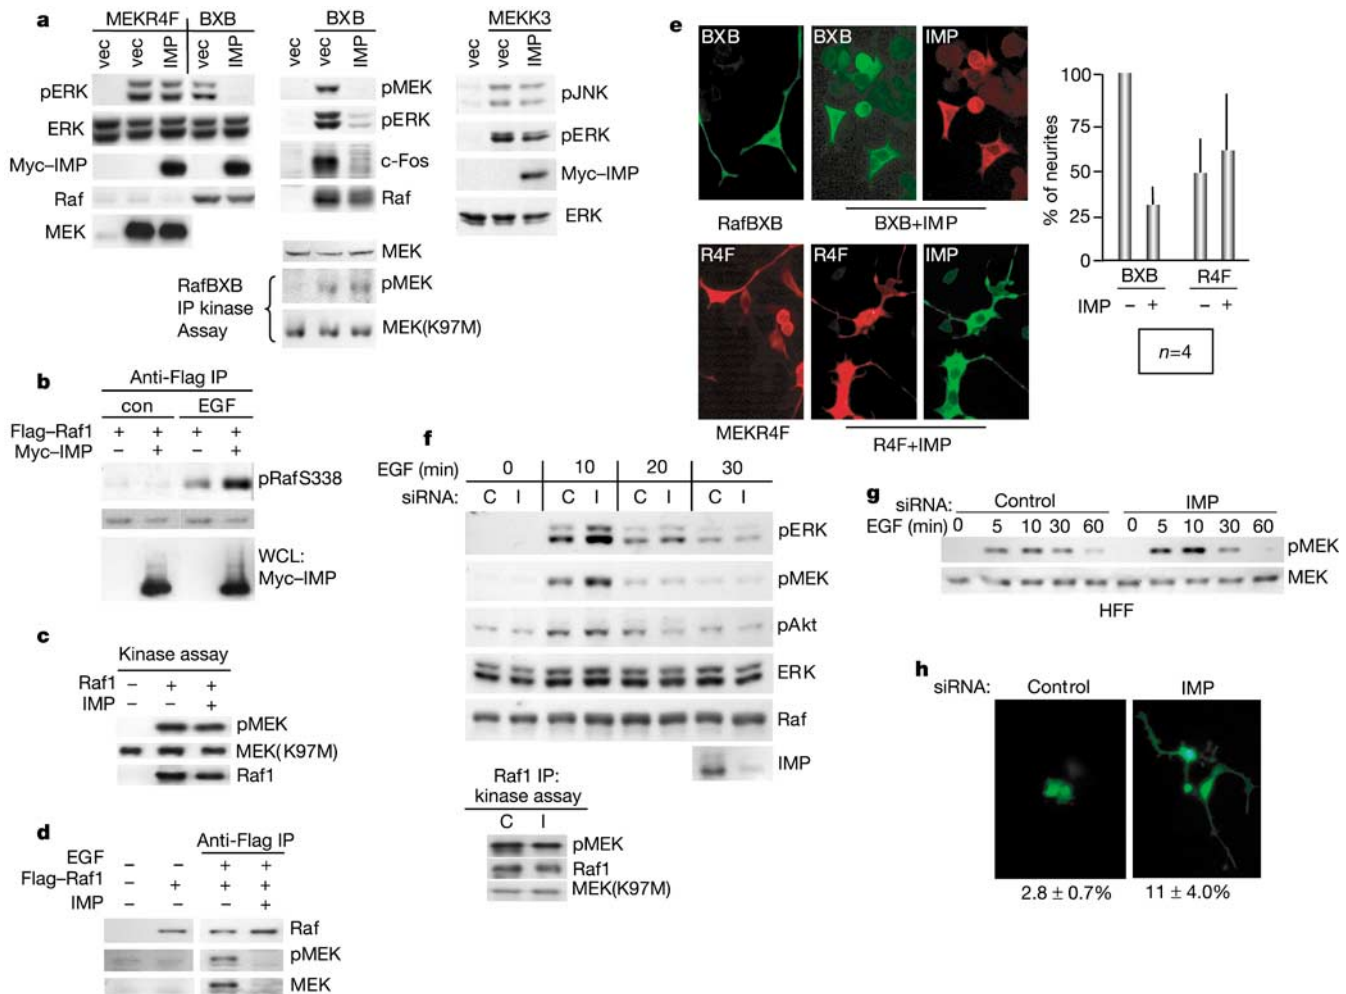 a
MEKR4F BXB
vec vec IMP vec IMP
pERK
ERK
Myc–IMP
Raf
MEK
BXB
vec vec IMP
pMEK
pERK
c-Fos
Raf
MEK
RafBXB
IP kinase
Assay
pMEK
MEK(K97M)
MEKK3
vec vec IMP
pJNK
pERK
Myc–IMP
ERK
b
Anti-Flag IP
con EGF
Flag–Raf1 + + + +
Myc–IMP – + – +
pRafS338
WCL:
Myc–IMP
c
Kinase assay
Raf1 – + +
IMP – – +
pMEK
MEK(K97M)
Raf1
d
Anti-Flag IP
EGF – – + +
Flag–Raf1 – + + +
IMP – – – +
Raf
pMEK
MEK
e
BXB BXB IMP
RafBXB BXB+IMP
R4F R4F IMP
MEKR4F R4F+IMP
% of neurites
100
75
50
25
0
BXB R4F
IMP – + – +
n=4
f
EGF (min) 0 10 20 30
siRNA: C I C I C I C I
pERK
pMEK
pAkt
ERK
Raf
IMP
Raf1 IP:
kinase assay
C I
pMEK
Raf1
MEK(K97M)
g
siRNA: Control IMP
EGF (min) 0 5 10 30 60 0 5 10 30 60
pMEK
MEK
HFF
h
siRNA: Control IMP
2.8 ± 0.7% 11 ± 4.0%